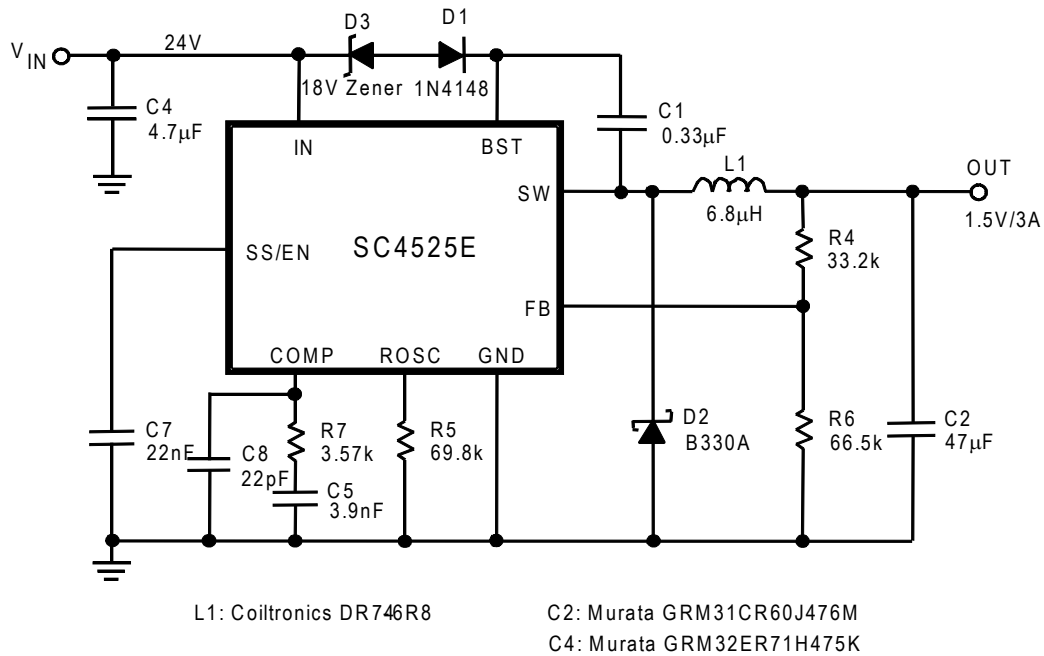 D3
D1
V IN
24V
18V Zener
1N4148
C4
4.7µF
C1
0.33µF
IN
BST
L1
OUT
SW
6.8µH
1.5V/3A
SC4525E
SS/EN
R4
33.2k
FB
COMP
ROSC
GND
C7
22nF
C8
22pF
R7
3.57k
R5
69.8k
C5
3.9nF
D2
B330A
R6
66.5k
C2
47µF
L1: Coiltronics DR746R8
C2: Murata GRM31CR60J476M
C4: Murata GRM32ER71H475K